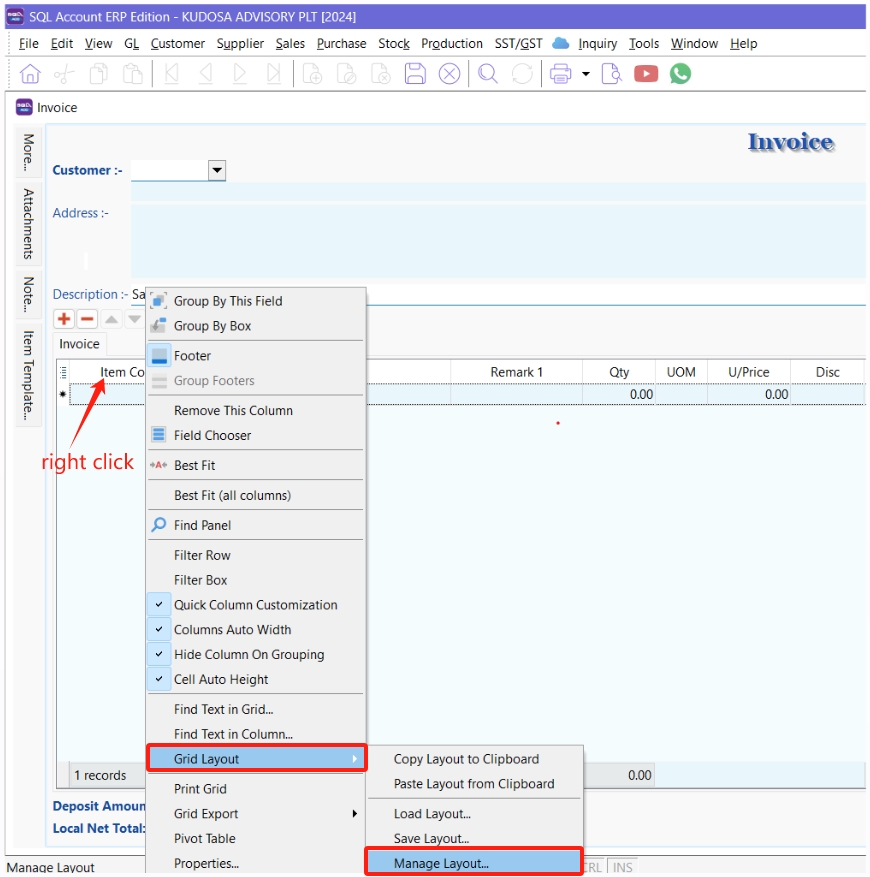 SQL Account ERP Edition - KUDOSA ADVISORY PLT [2024]
File Edit View GL Customer Supplier Sales Purchase Stock Production SST/GST Inquiry Tools Window Help
Invoice
More...
Attachments
Note...
Item Template...
Invoice
Customer :-
Address :-
Description :- Sa
Invoice
Item Co Remark 1 Qty UOM U/Price Disc
0.00 0.00
right click
Group By This Field
Group By Box
Footer
Group Footers
Remove This Column
Field Chooser
Best Fit
Best Fit (all columns)
Find Panel
Filter Row
Filter Box
Quick Column Customization
Columns Auto Width
Hide Column On Grouping
Cell Auto Height
Find Text in Grid...
Find Text in Column...
Grid Layout
Print Grid
Grid Export
Pivot Table
Properties...
Copy Layout to Clipboard
Paste Layout from Clipboard
Load Layout...
Save Layout...
Manage Layout...
1 records 0.00
Deposit Amoun
Local Net Total:
Manage Layout
CRL INS